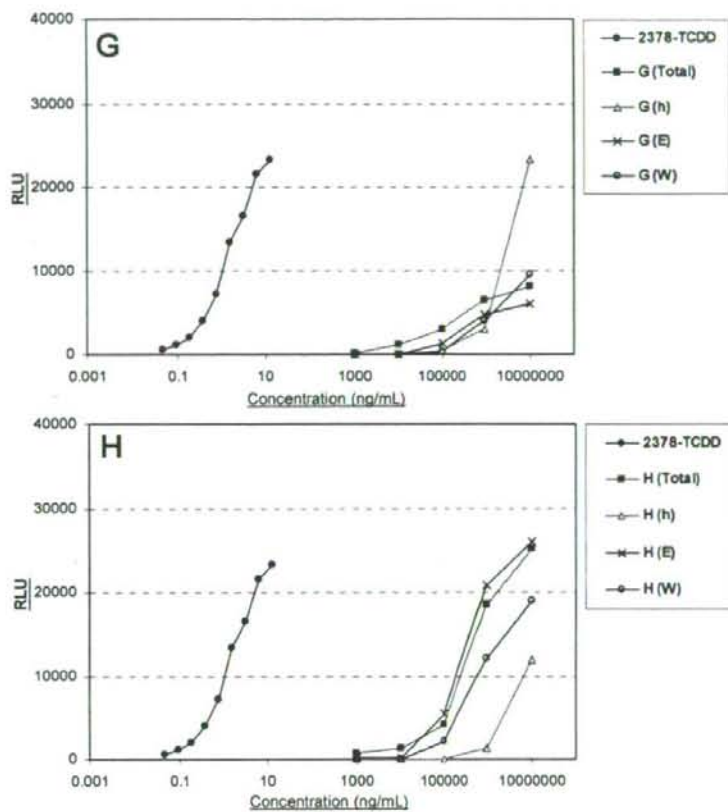 G
40000
30000
20000
10000
0
RLU
0.001
0.1
10
1000
100000
10000000
Concentration (ng/mL)
2378-TCDD
G (Total)
G (h)
G (E)
G (W)
H
40000
30000
20000
10000
0
RLU
0.001
0.1
10
1000
100000
10000000
Concentration (ng/mL)
2378-TCDD
H (Total)
H (h)
H (E)
H (W)